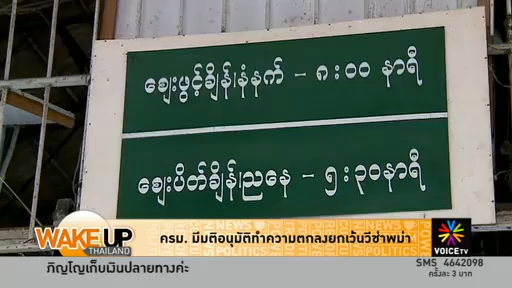 ဈေးဖွင့်ချိန်၊နံနက် - ၈:၀၀ နာရီ
ဈေးပိတ်ချိန်၊ညနေ - ၅:၃၀နာရီ
WAKE UP
THAILAND
ครม. มีมติอนุมัติทำความตกลงยกเว้นวีซ่าพม่า
VOICE TV
ภิญโญเก็บเงินปลายทางค่ะ
SMS 4642098
ครั้งละ 3 บาท